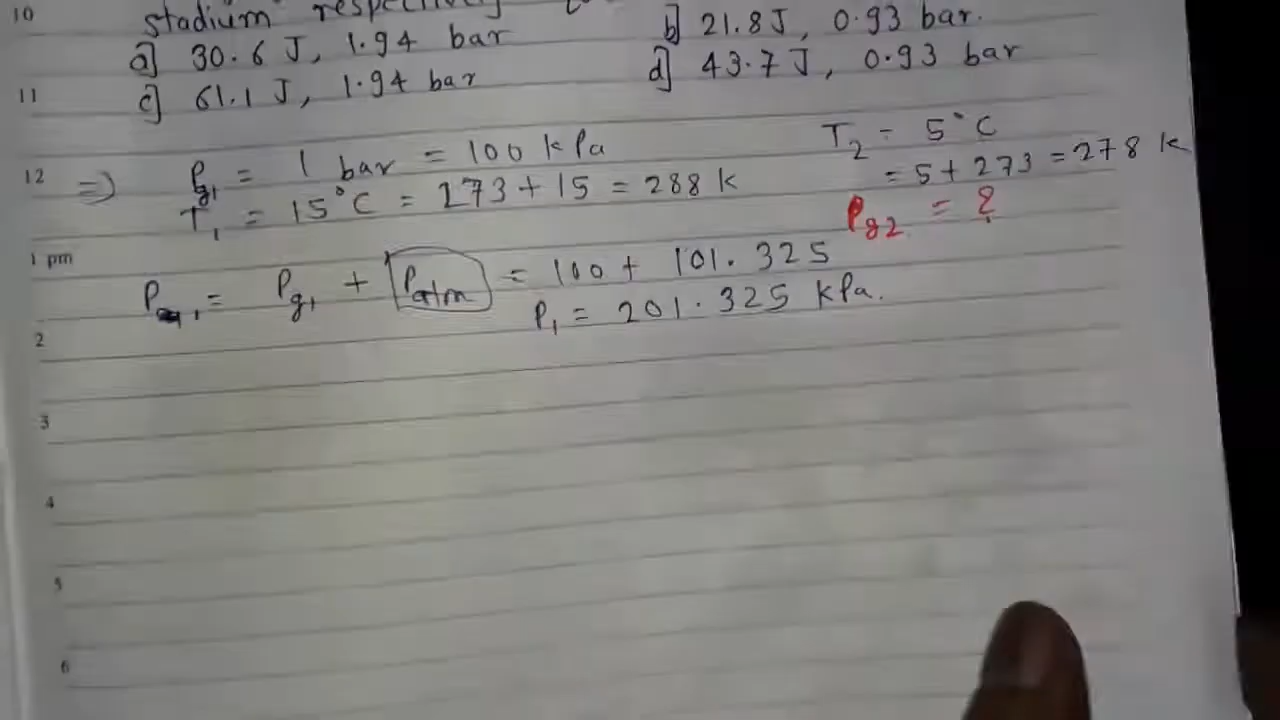 10
stadium respectively
a] 30.6 J, 1.94 bar
b] 21.8 J, 0.93 bar.
11
c] 61.1 J, 1.94 bar
d] 43.7 J, 0.93 bar
12
=> Pg1 = 1 bar = 100 kPa
T1 = 15°C = 273 + 15 = 288 k
T2 = 5°C
= 5 + 273 = 278 k
Pg2 = ?
1 pm
P1 = Pg1 + Patm = 100 + 101.325
P1 = 201.325 kPa.
2
3
4
5
6